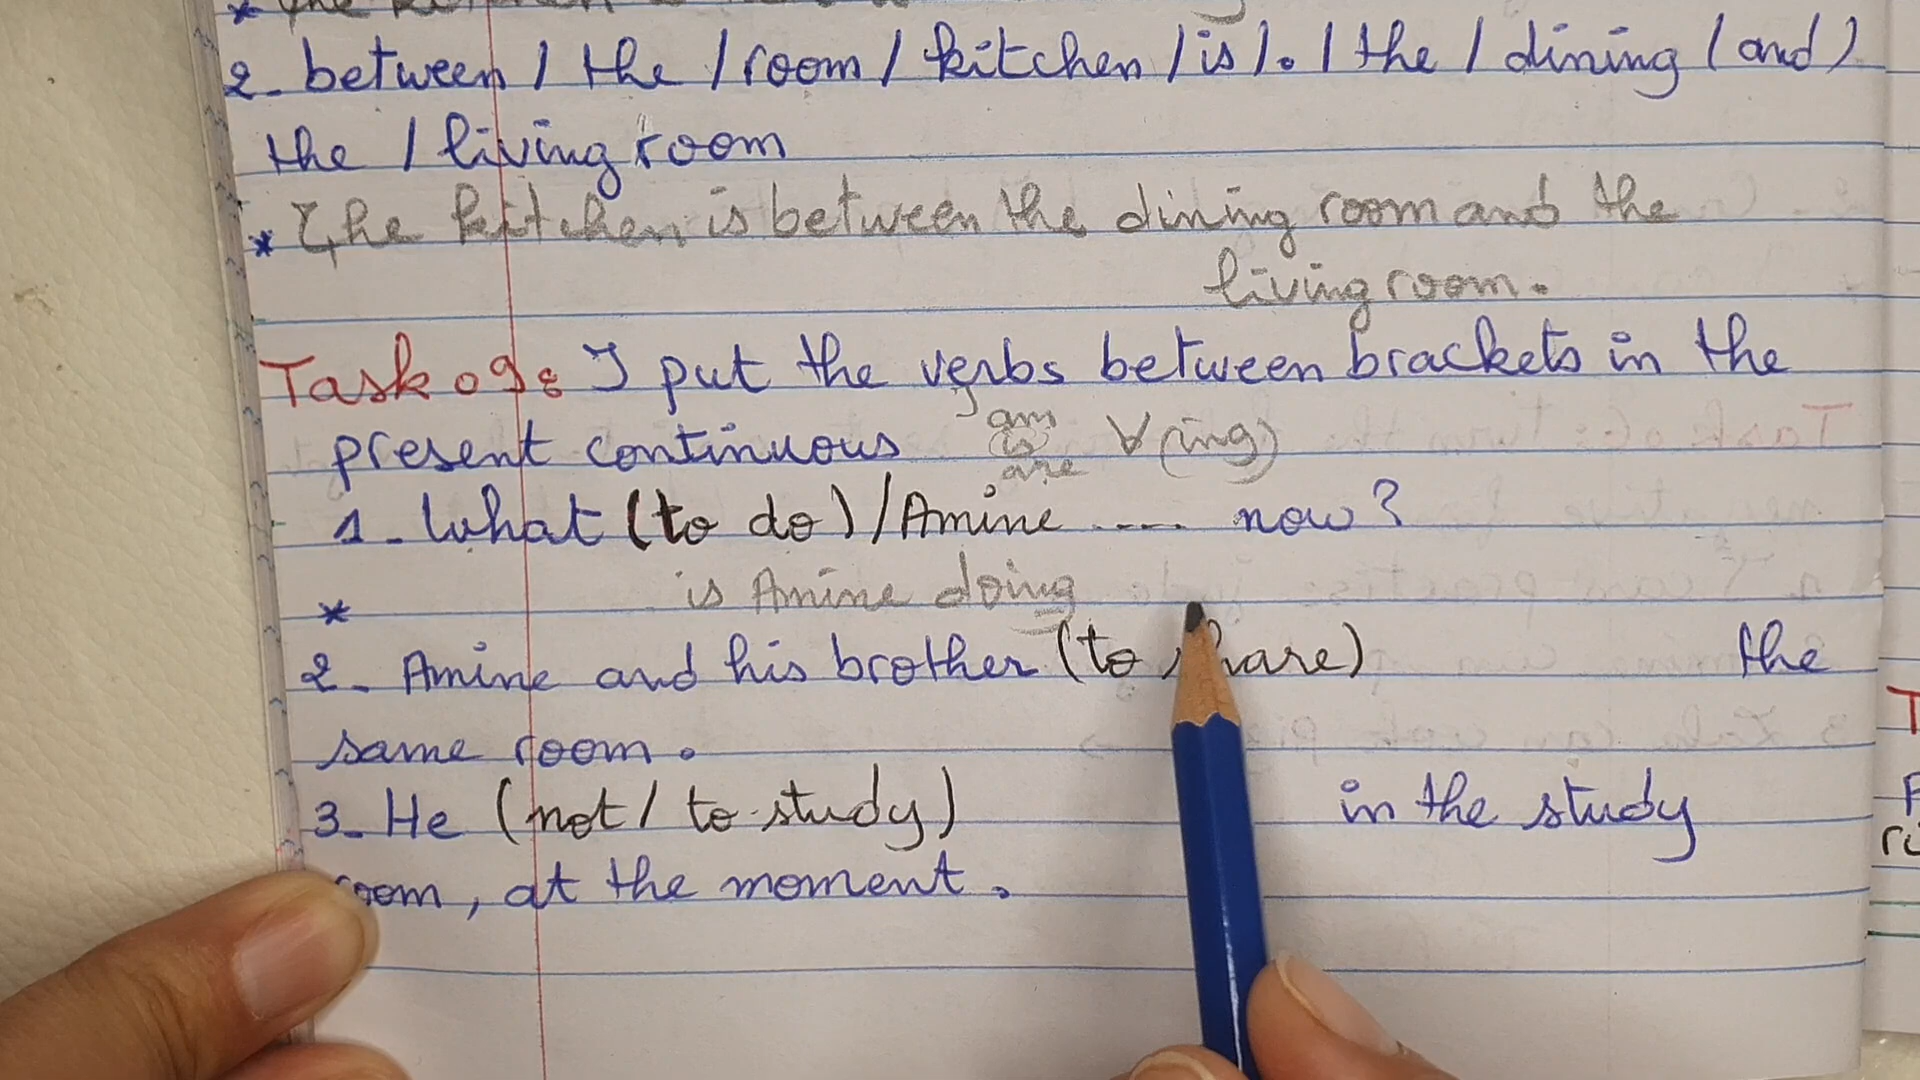 2. between / the / room / kitchen / is / . / the / dining / and /
the / living room
* The kitchen is between the dining room and the
living room.
Task 09: I put the verbs between brackets in the
am
present continuous is V(ing)
are
1. What (to do) / Amine .... now?
* is Amine doing
2. Amine and his brother (to share) the
same room.
3. He (not / to study) in the study
room, at the moment.